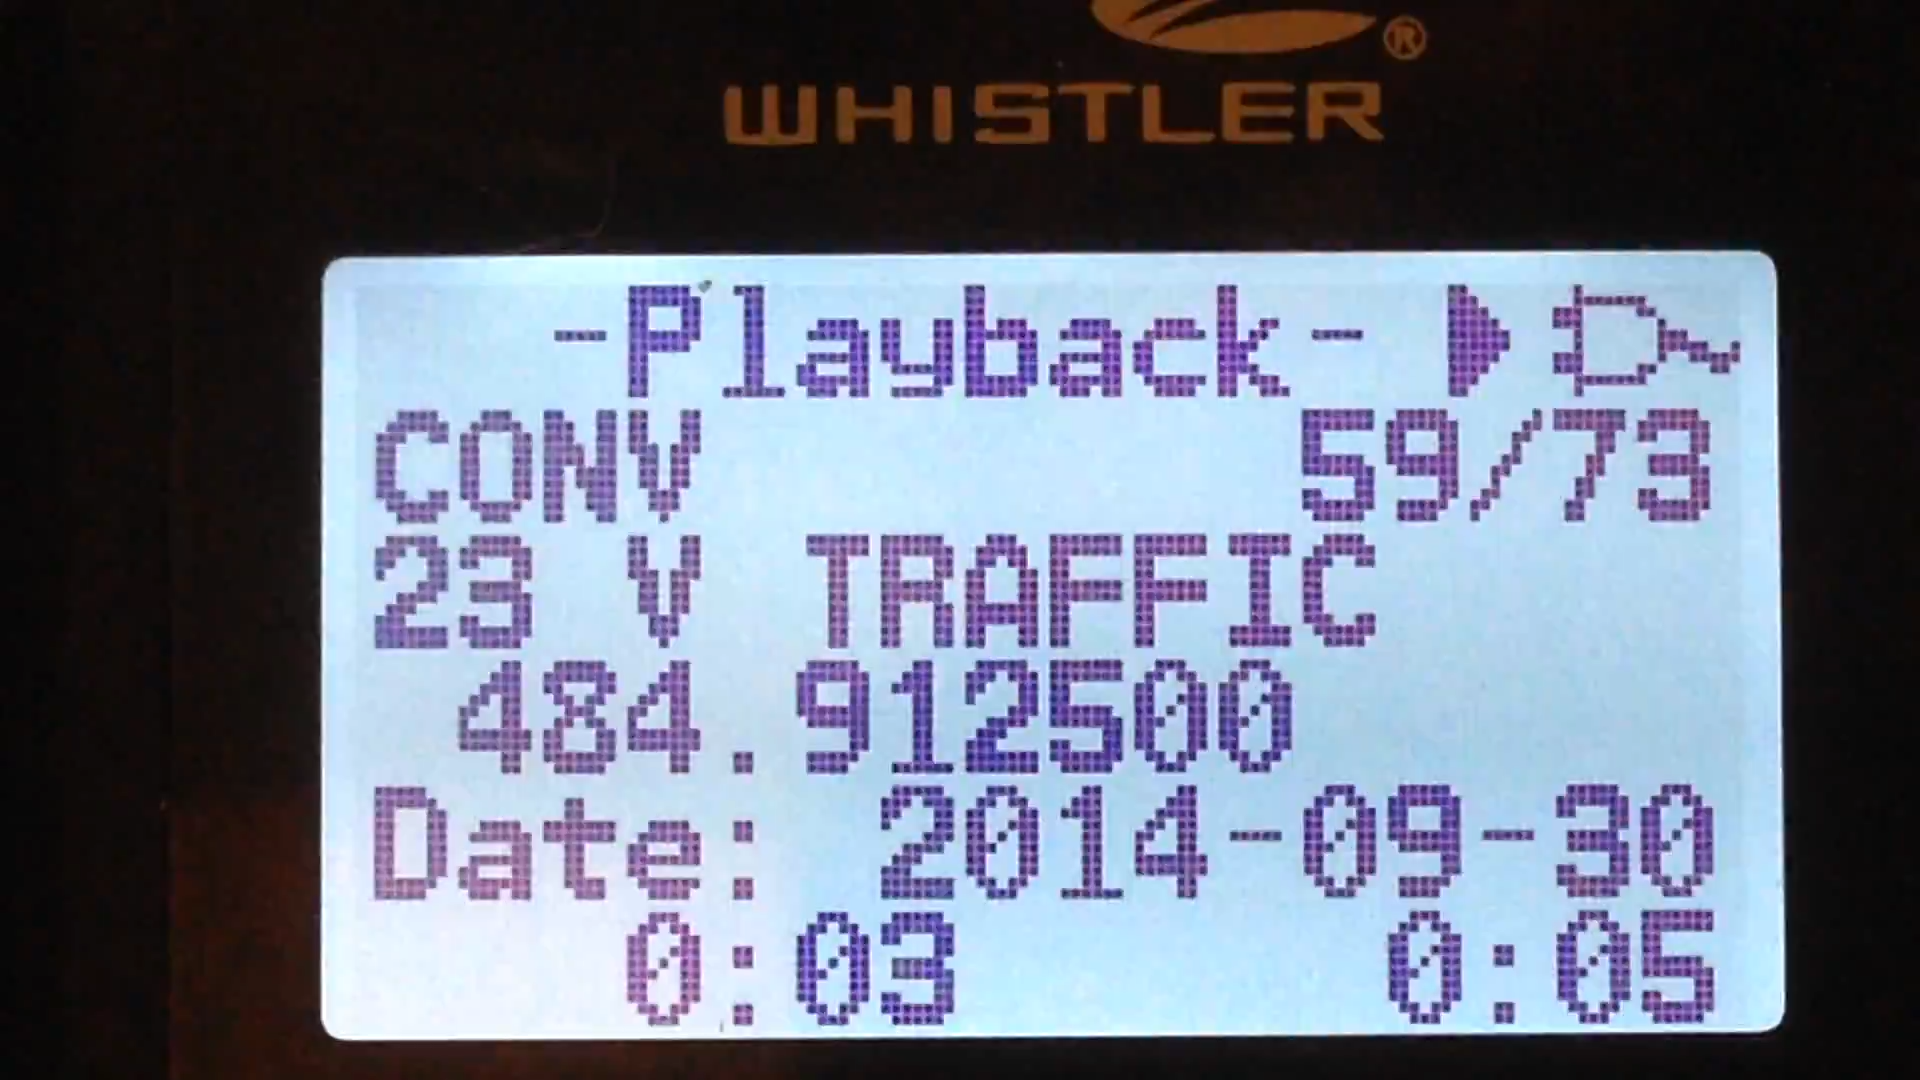 ®
WHISTLER
-Playback-
CONV 59/73
23 V TRAFFIC
484.912500
Date: 2014-09-30
0:03 0:05